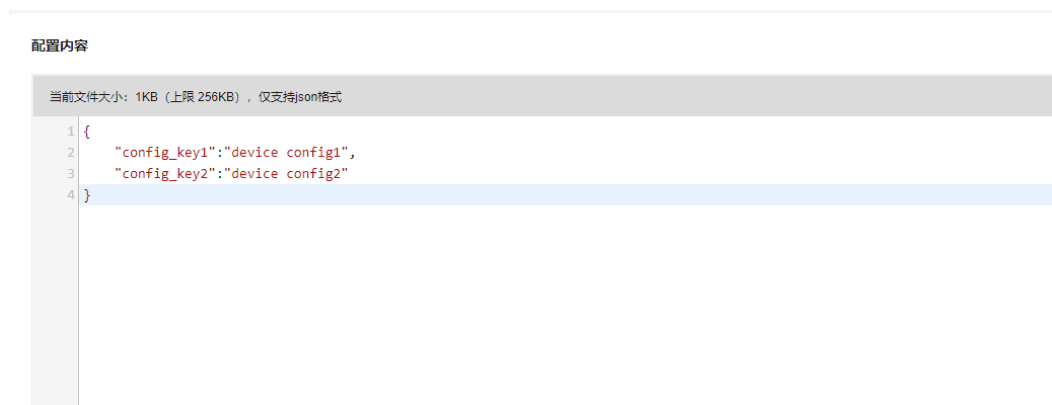 配置内容
当前文件大小：1KB（上限 256KB），仅支持json格式
1 {
2     "config_key1":"device config1",
3     "config_key2":"device config2"
4 }